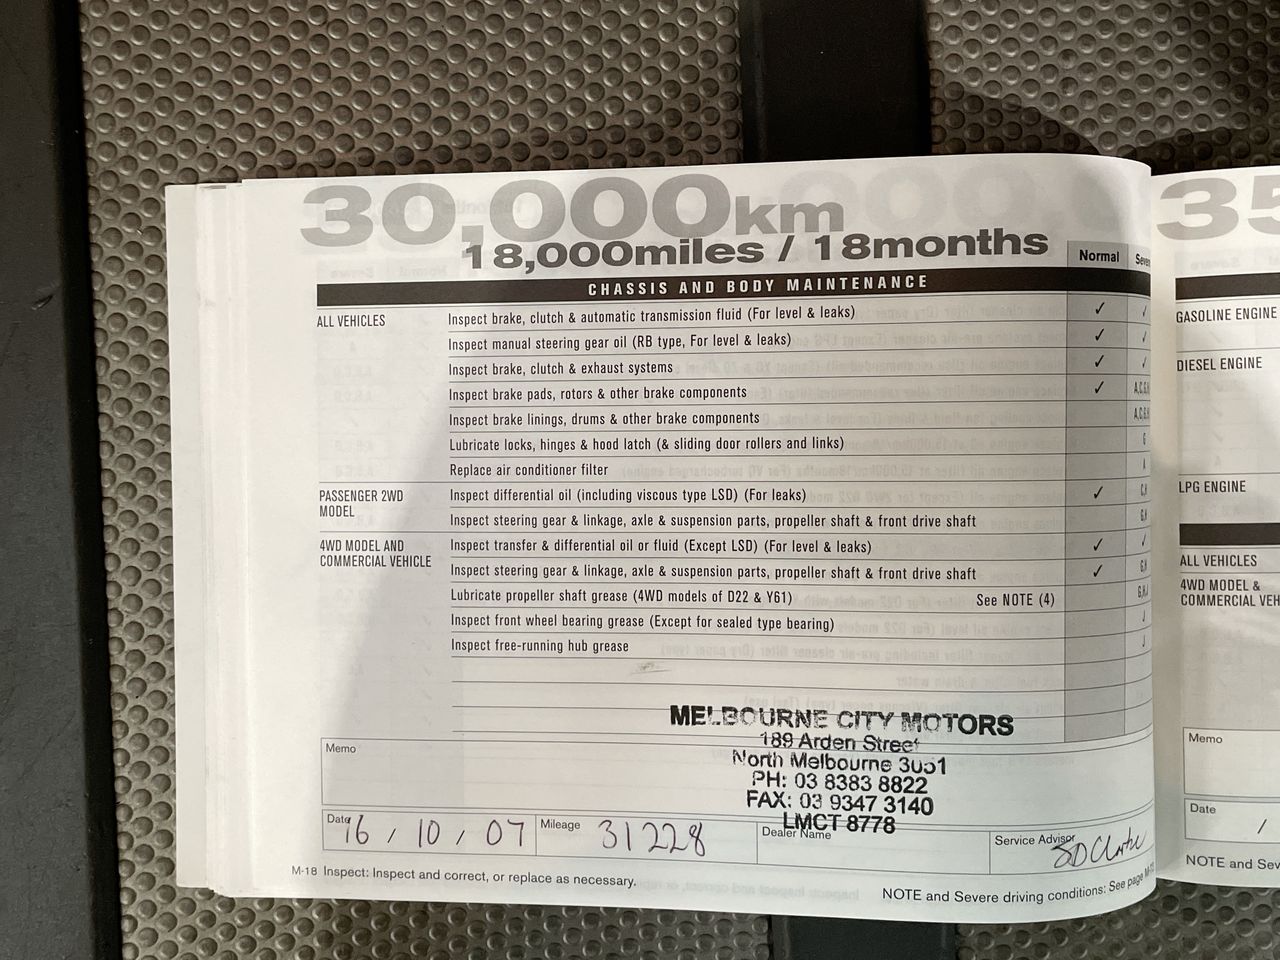 30,000km
18,000miles / 18months
Normal
CHASSIS AND BODY MAINTENANCE
ALL VEHICLES
Inspect brake, clutch & automatic transmission fluid (For level & leaks) ✓ ✓
Inspect manual steering gear oil (RB type, For level & leaks) ✓ ✓
Inspect brake, clutch & exhaust systems ✓ ✓
Inspect brake pads, rotors & other brake components ✓
Inspect brake linings, drums & other brake components
Lubricate locks, hinges & hood latch (& sliding door rollers and links) G
Replace air conditioner filter A
PASSENGER 2WD
MODEL
Inspect differential oil (including viscous type LSD) (For leaks) ✓
Inspect steering gear & linkage, axle & suspension parts, propeller shaft & front drive shaft
4WD MODEL AND
COMMERCIAL VEHICLE
Inspect transfer & differential oil or fluid (Except LSD) (For level & leaks) ✓ ✓
Inspect steering gear & linkage, axle & suspension parts, propeller shaft & front drive shaft ✓
Lubricate propeller shaft grease (4WD models of D22 & Y61) See NOTE (4)
Inspect front wheel bearing grease (Except for sealed type bearing) J
Inspect free-running hub grease J
MELBOURNE CITY MOTORS
189 Arden Street
North Melbourne 3051
PH: 03 8383 8822
FAX: 03 9347 3140
LMCT 8778
Memo
Date 16 / 10 / 07
Mileage 31228
Dealer Name
Service Advisor
M-18 Inspect: Inspect and correct, or replace as necessary.
NOTE and Severe driving conditions: See page
35
GASOLINE ENGINE
DIESEL ENGINE
LPG ENGINE
ALL VEHICLES
4WD MODEL &
COMMERCIAL
Memo
Date /
NOTE and